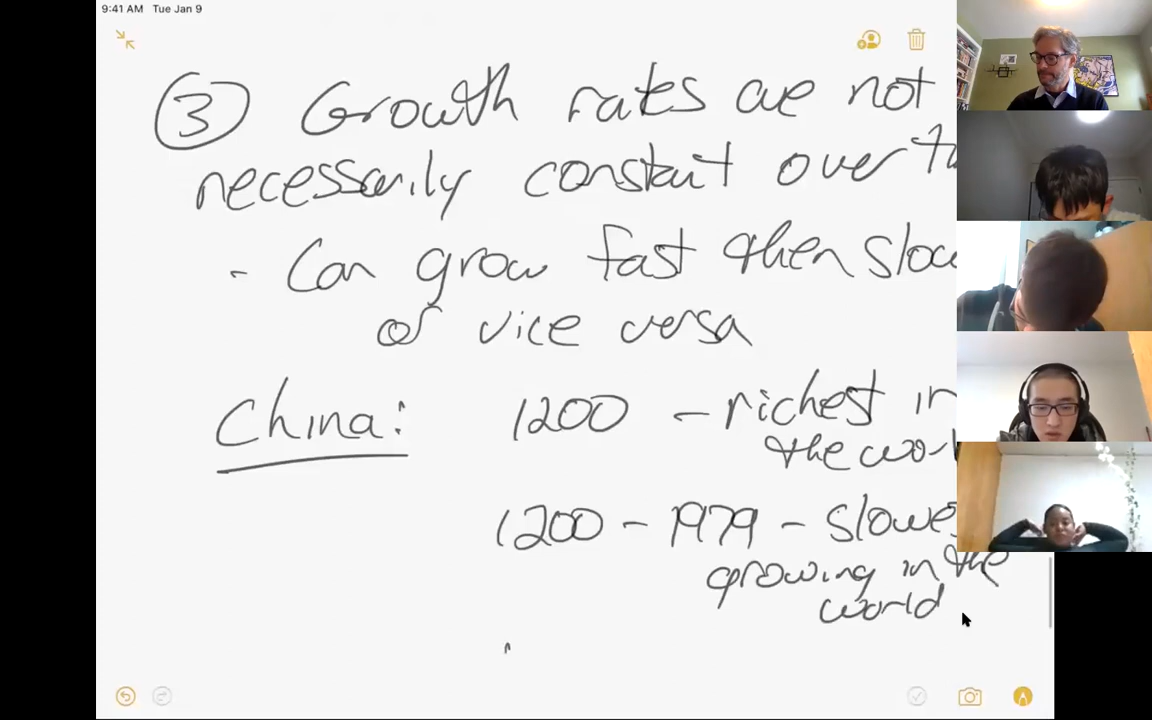 9:41 AM Tue Jan 9
3 Growth rates are not
necessarily constant over
- Can grow fast then slow
or vice versa
China: 1200 - richest in
the
1200 - 1979 -
growing in the
world